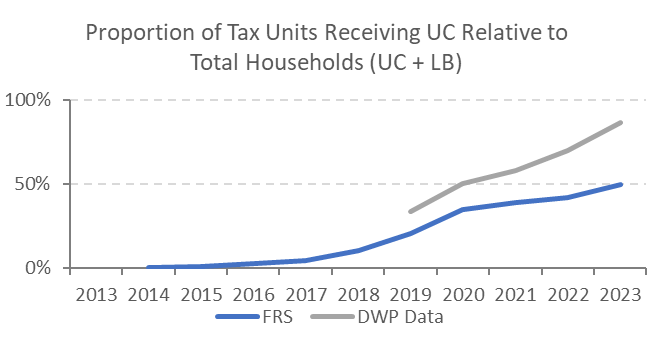 Proportion of Tax Units Receiving UC Relative to
Total Households (UC + LB)
100%
50%
0%
2013 2014 2015 2016 2017 2018 2019 2020 2021 2022 2023
FRS DWP Data